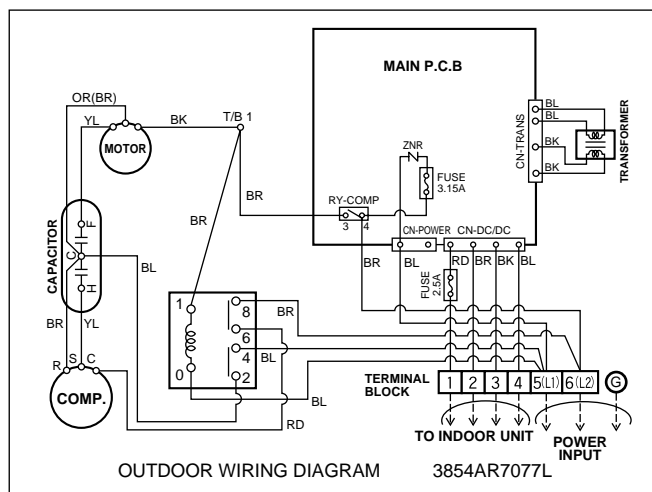 MAIN P.C.B
OR(BR)
YL
BK
T/B 1
MOTOR
ZNR
FUSE
3.15A
CN-TRANS
BL
BL
BK
BK
TRANSFORMER
BR
BR
RY-COMP
3 4
CN-POWER
CN-DC/DC
CAPACITOR
F
C
H
BL
BR
YL
BR
BL
RD
BR
BK
BL
FUSE
2.5A
1
8
6
4
0
2
BR
BL
BL
RD
R
S
C
COMP.
TERMINAL
BLOCK
1 2 3 4 5(L1) 6(L2) G
TO INDOOR UNIT
POWER
INPUT
OUTDOOR WIRING DIAGRAM 3854AR7077L